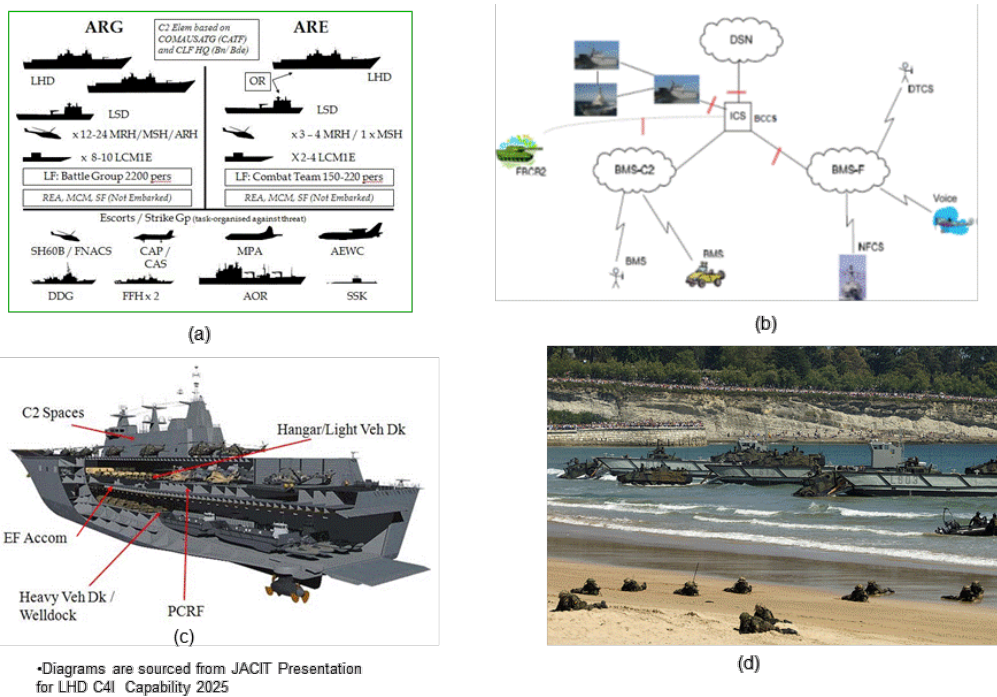 ARG
C2 Elem based on
COMAUSATG (CATF)
and CLF HQ (Bn/ Bde)
ARE
LHD
OR
LHD
LSD
LSD
x 12-24 MRH/MSH/ARH
x 3 – 4 MRH / 1 x MSH
x 8-10 LCM1E
X2-4 LCM1E
LF: Battle Group 2200 pers
LF: Combat Team 150-220 pers
REA, MCM, SF (Not Embarked)
REA, MCM, SF (Not Embarked)
Escorts / Strike Gp (task-organised against threat)
SH60B / FNACS
CAP /
CAS
MPA
AEWC
DDG
FFH x 2
AOR
SSK
(a)
DSN
DTCS
ICS
BCCS
FBCB2
BMS-C2
BMS-F
Voice
BMS
BMS
NFCS
(b)
C2 Spaces
Hangar/Light Veh Dk
EF Accom
Heavy Veh Dk /
Welldock
PCRF
(c)
(d)
•Diagrams are sourced from JACIT Presentation
for LHD C4I Capability 2025